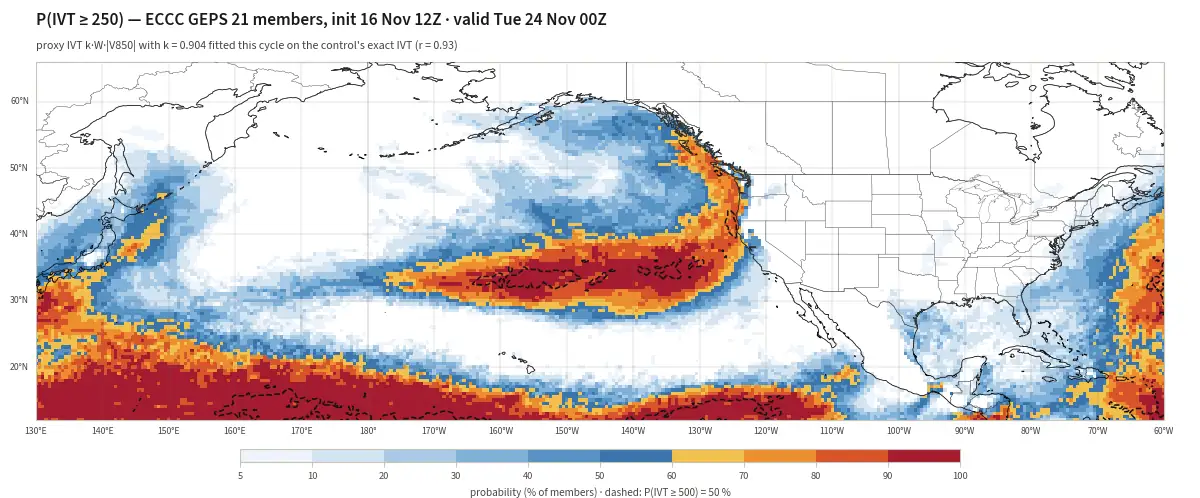 P(IVT ≥ 250) — ECCC GEPS 21 members, init 16 Nov 12Z · valid Tue 24 Nov 00Z
proxy IVT k·W·|V850| with k = 0.904 fitted this cycle on the control's exact IVT (r = 0.93)
60°N
50°N
40°N
30°N
20°N
130°E 140°E 150°E 160°E 170°E 180° 170°W 160°W 150°W 140°W 130°W 120°W 110°W 100°W 90°W 80°W 70°W 60°W
5 10 20 30 40 50 60 70 80 90 100
probability (% of members) · dashed: P(IVT ≥ 500) = 50 %